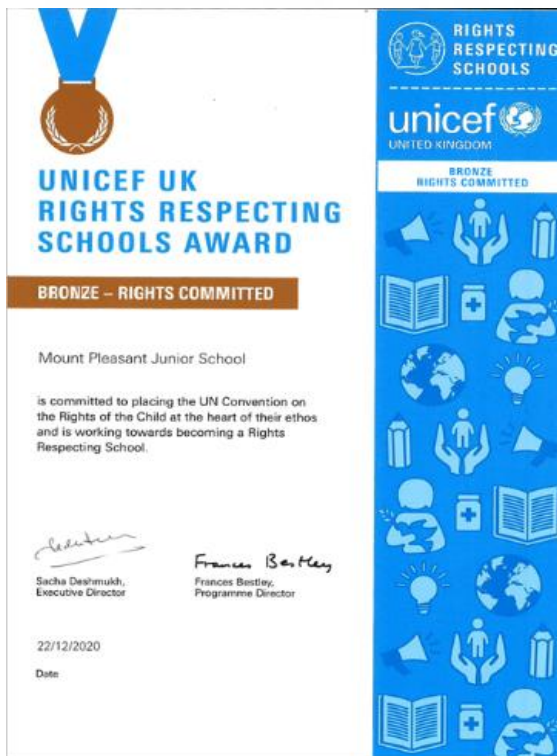 RIGHTS
RESPECTING
SCHOOLS
unicef
UNITED KINGDOM
BRONZE
RIGHTS COMMITTED
UNICEF UK
RIGHTS RESPECTING
SCHOOLS AWARD
BRONZE – RIGHTS COMMITTED
Mount Pleasant Junior School
is committed to placing the UN Convention on
the Rights of the Child at the heart of their ethos
and is working towards becoming a Rights
Respecting School.
Frances Bestley
Sacha Deshmukh,
Executive Director
Frances Bestley,
Programme Director
22/12/2020
Date